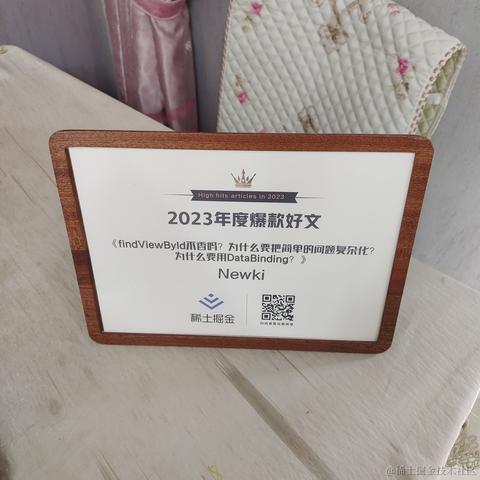 High hits articles in 2023
2023年度爆款好文
《findViewById不香吗？为什么要把简单的问题复杂化？
为什么要用DataBinding？》
Newki
稀土掘金
@稀土掘金技术社区